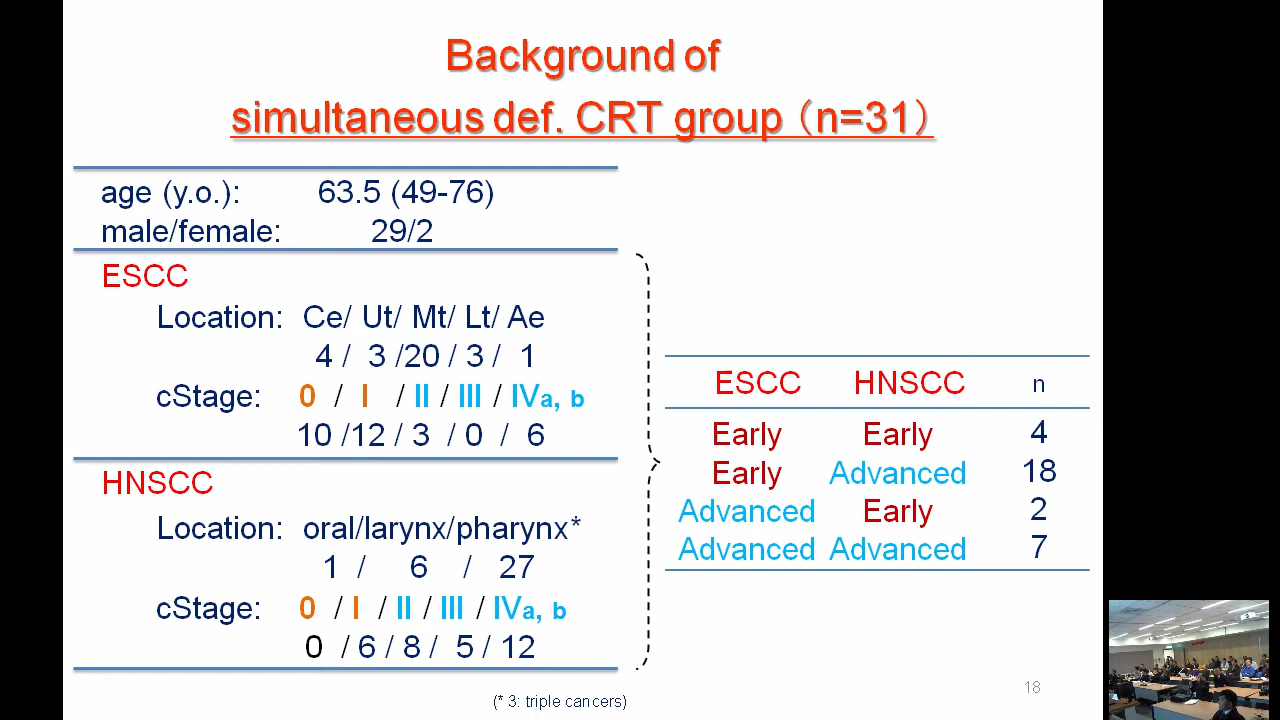 Background of
simultaneous def. CRT group (n=31)
age (y.o.): 63.5 (49-76)
male/female: 29/2
ESCC
Location: Ce/ Ut/ Mt/ Lt/ Ae
4 / 3 /20 / 3 / 1
cStage: 0 / I / II / III / IVa, b
10 /12 / 3 / 0 / 6
HNSCC
Location: oral/larynx/pharynx*
1 / 6 / 27
cStage: 0 / I / II / III / IVa, b
0 / 6 / 8 / 5 / 12
(* 3: triple cancers)
ESCC HNSCC n
Early Early 4
Early Advanced 18
Advanced Early 2
Advanced Advanced 7
18